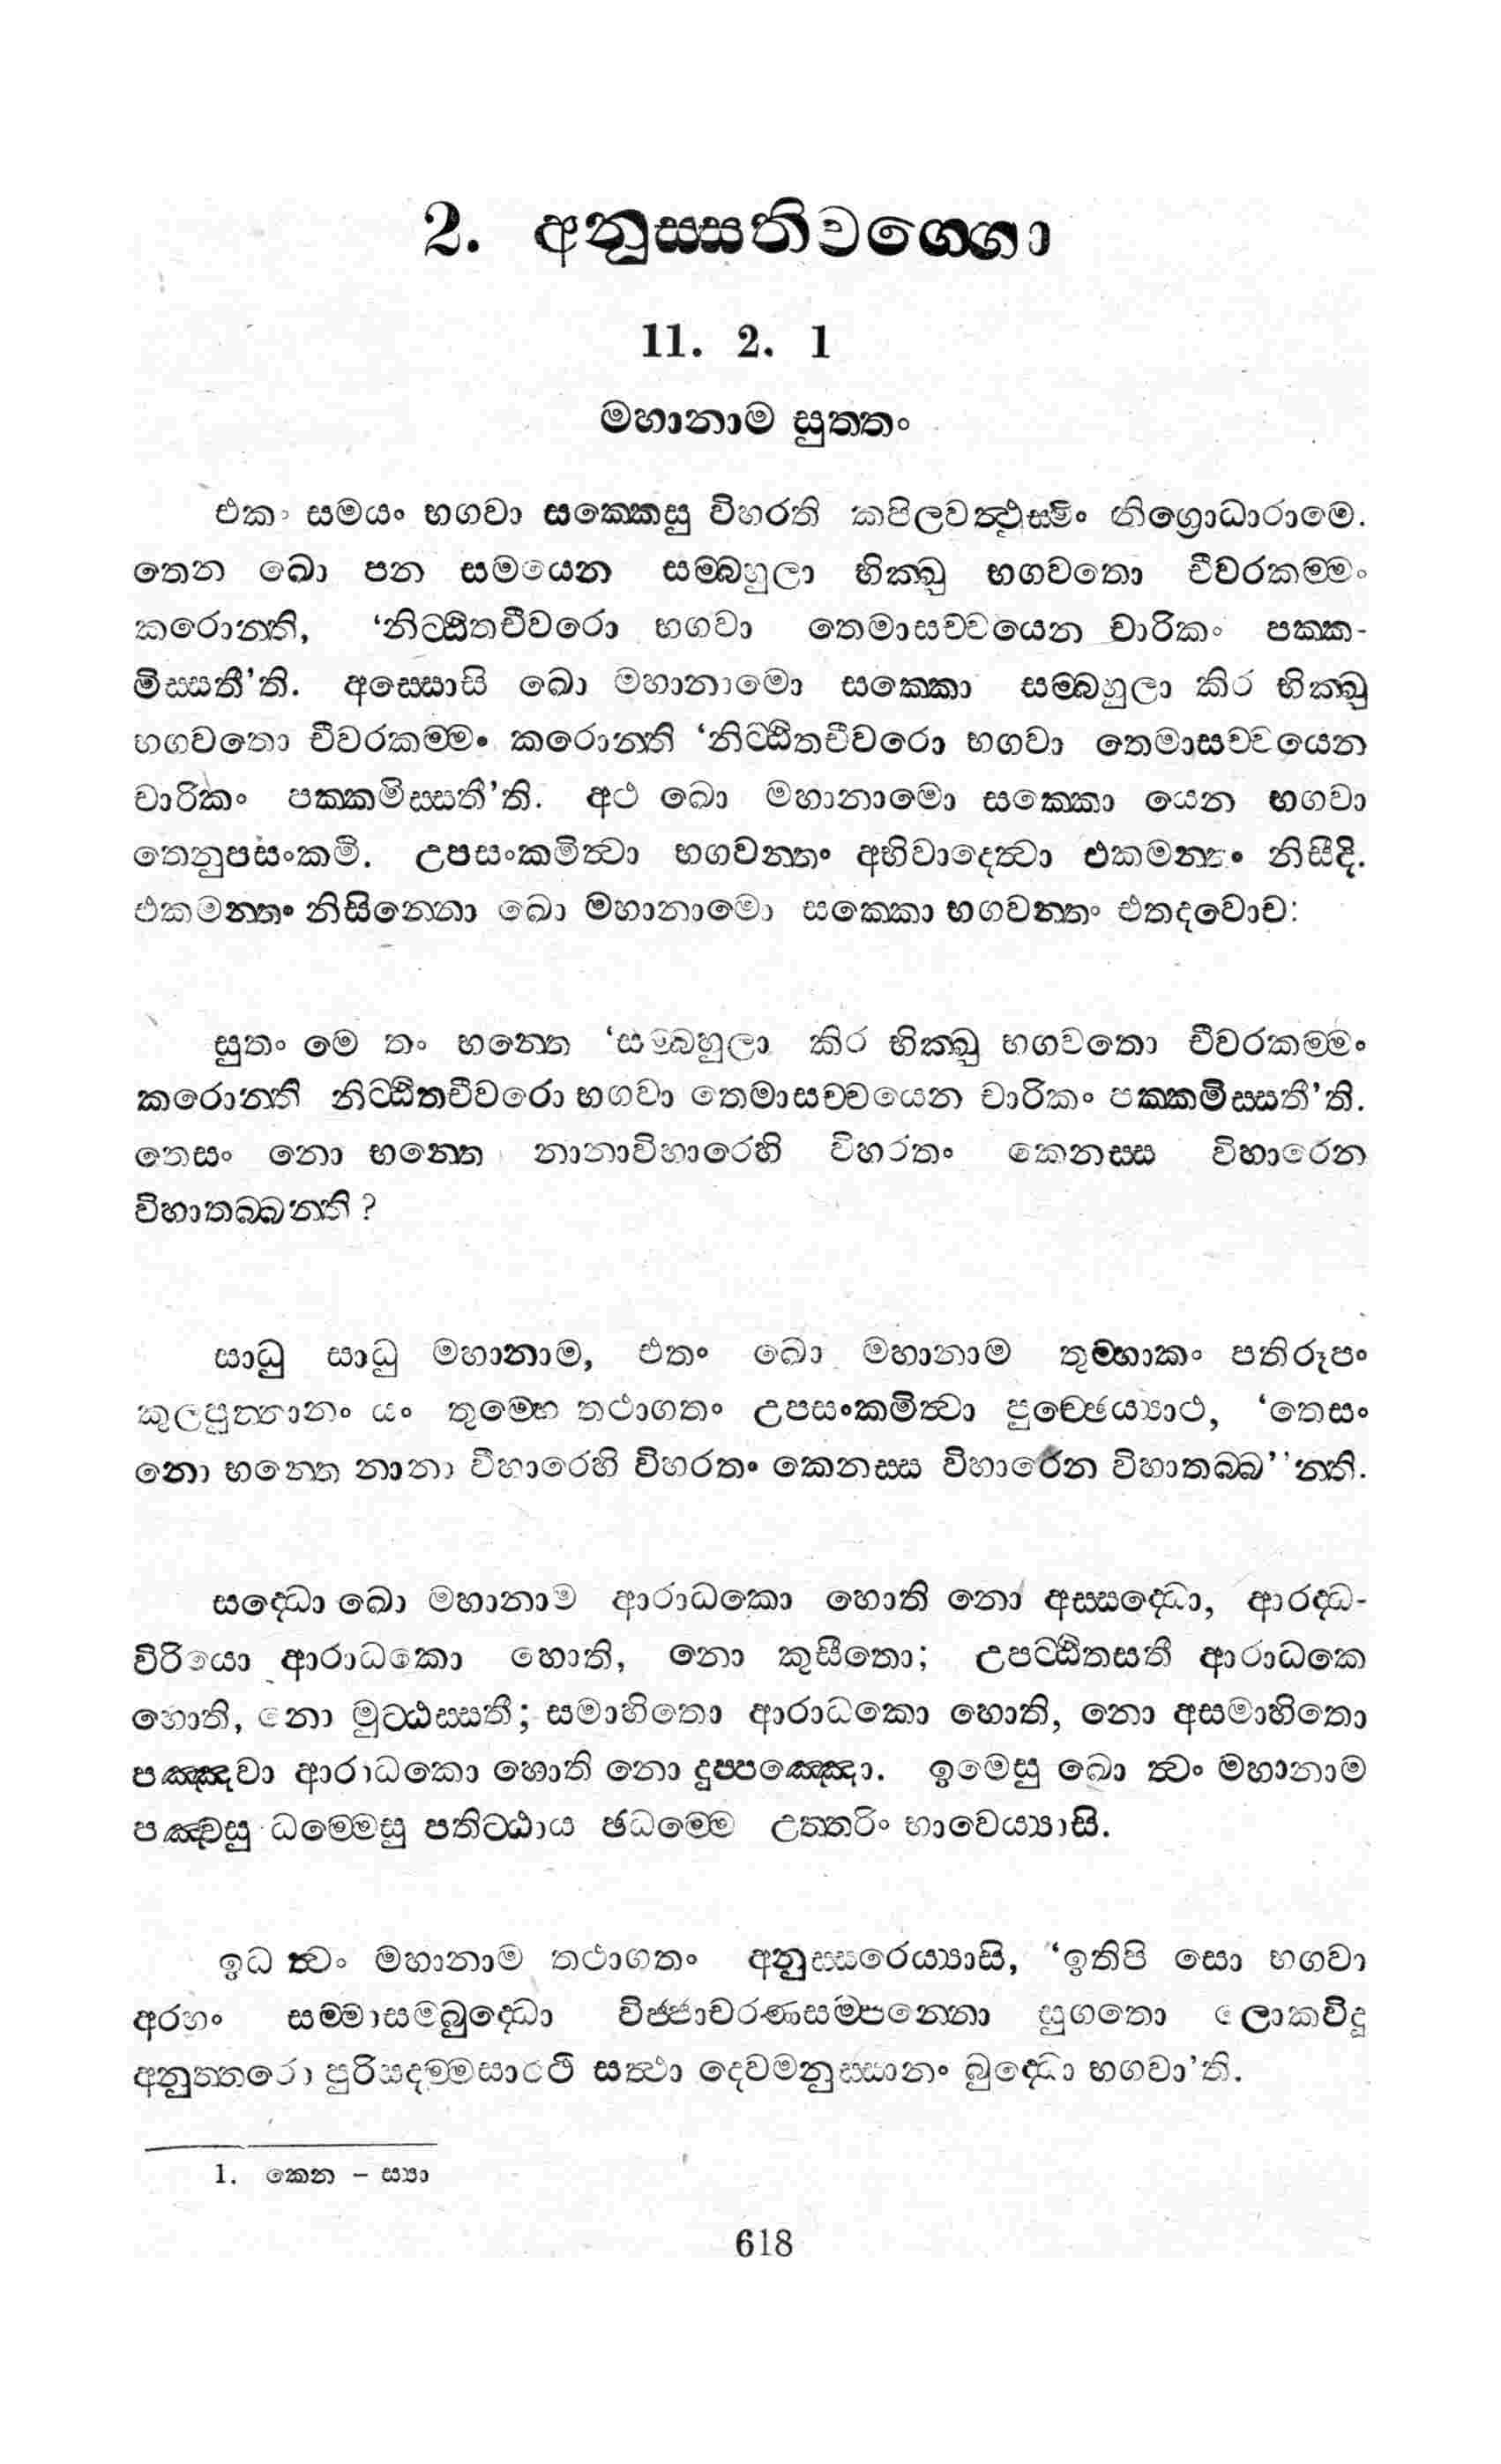 2. අනුස්සතිවග්ගො
11. 2. 1
මහානාම සුත්තං
එකං සමයං භගවා සක්කෙසු විහරති කපිලවත්ථුස්මිං නිග්‍රොධාරාමෙ.
තෙන ඛො පන සමයෙන සම්බහුලා භික්ඛු භගවතො චීවරකම්මං
කරොන්ති, ‘නිට්ඨිතචීවරො භගවා තෙමාසච්චයෙන චාරිකං පක්ක-
මිස්සතී’ති. අස්සොසි ඛො මහානාමො සක්කො සම්බහුලා කිර භික්ඛු
භගවතො චීවරකම්මං කරොන්ති ‘නිට්ඨිතචීවරො භගවා තෙමාසච්චයෙන
චාරිකං පක්කමිස්සතී’ති. අථ ඛො මහානාමො සක්කො යෙන භගවා
තෙනුපසංකමි. උපසංකමිත්වා භගවන්තං අභිවාදෙත්වා එකමන්තං නිසීදි.
එකමන්තං නිසින්නො ඛො මහානාමො සක්කො භගවන්තං එතදවොච:
සුතං මෙ තං භන්තෙ ‘සම්බහුලා කිර භික්ඛු භගවතො චීවරකම්මං
කරොන්ති නිට්ඨිතචීවරො භගවා තෙමාසච්චයෙන චාරිකං පක්කමිස්සතී’ති.
තෙසං නො භන්තෙ නානාවිහාරෙහි විහරතං කෙනස්ස විහාරෙන
විහාතබ්බන්ති ?
සාධු සාධු මහානාම, එතං ඛො මහානාම තුම්හාකං පතිරූපං
කුලපුත්තානං යං තුම්හෙ තථාගතං උපසංකමිත්වා පුච්ඡෙය්‍යාථ, ‘තෙසං
නො භන්තෙ නානා විහාරෙහි විහරතං කෙනස්ස විහාරෙන විහාතබ්බ’’න්ති.
සද්ධො ඛො මහානාම ආරාධකො හොති නො අස්සද්ධො, ආරද්ධ-
විරියො ආරාධකො හොති, නො කුසීතො; උපට්ඨිතසතී ආරාධකෙ
හොති, නො මුට්ඨස්සතී; සමාහිතො ආරාධකො හොති, නො අසමාහිතො
පඤ්ඤවා ආරාධකො හොති නො දුප්පඤ්ඤො. ඉමෙසු ඛො ත්වං මහානාම
පඤ්චසු ධම්මෙසු පතිට්ඨාය ඡධම්මෙ උත්තරිං භාවෙය්‍යාසි.
ඉධ ත්වං මහානාම තථාගතං අනුස්සරෙය්‍යාසි, ‘ඉතිපි සො භගවා
අරහං සම්මාසම්බුද්ධො විජ්ජාචරණසම්පන්නො සුගතො ලොකවිදූ
අනුත්තරො පුරිසදම්මසාරථි සත්ථා දෙවමනුස්සානං බුද්ධො භගවා’ති.
1. කෙන – ස්‍යා
618